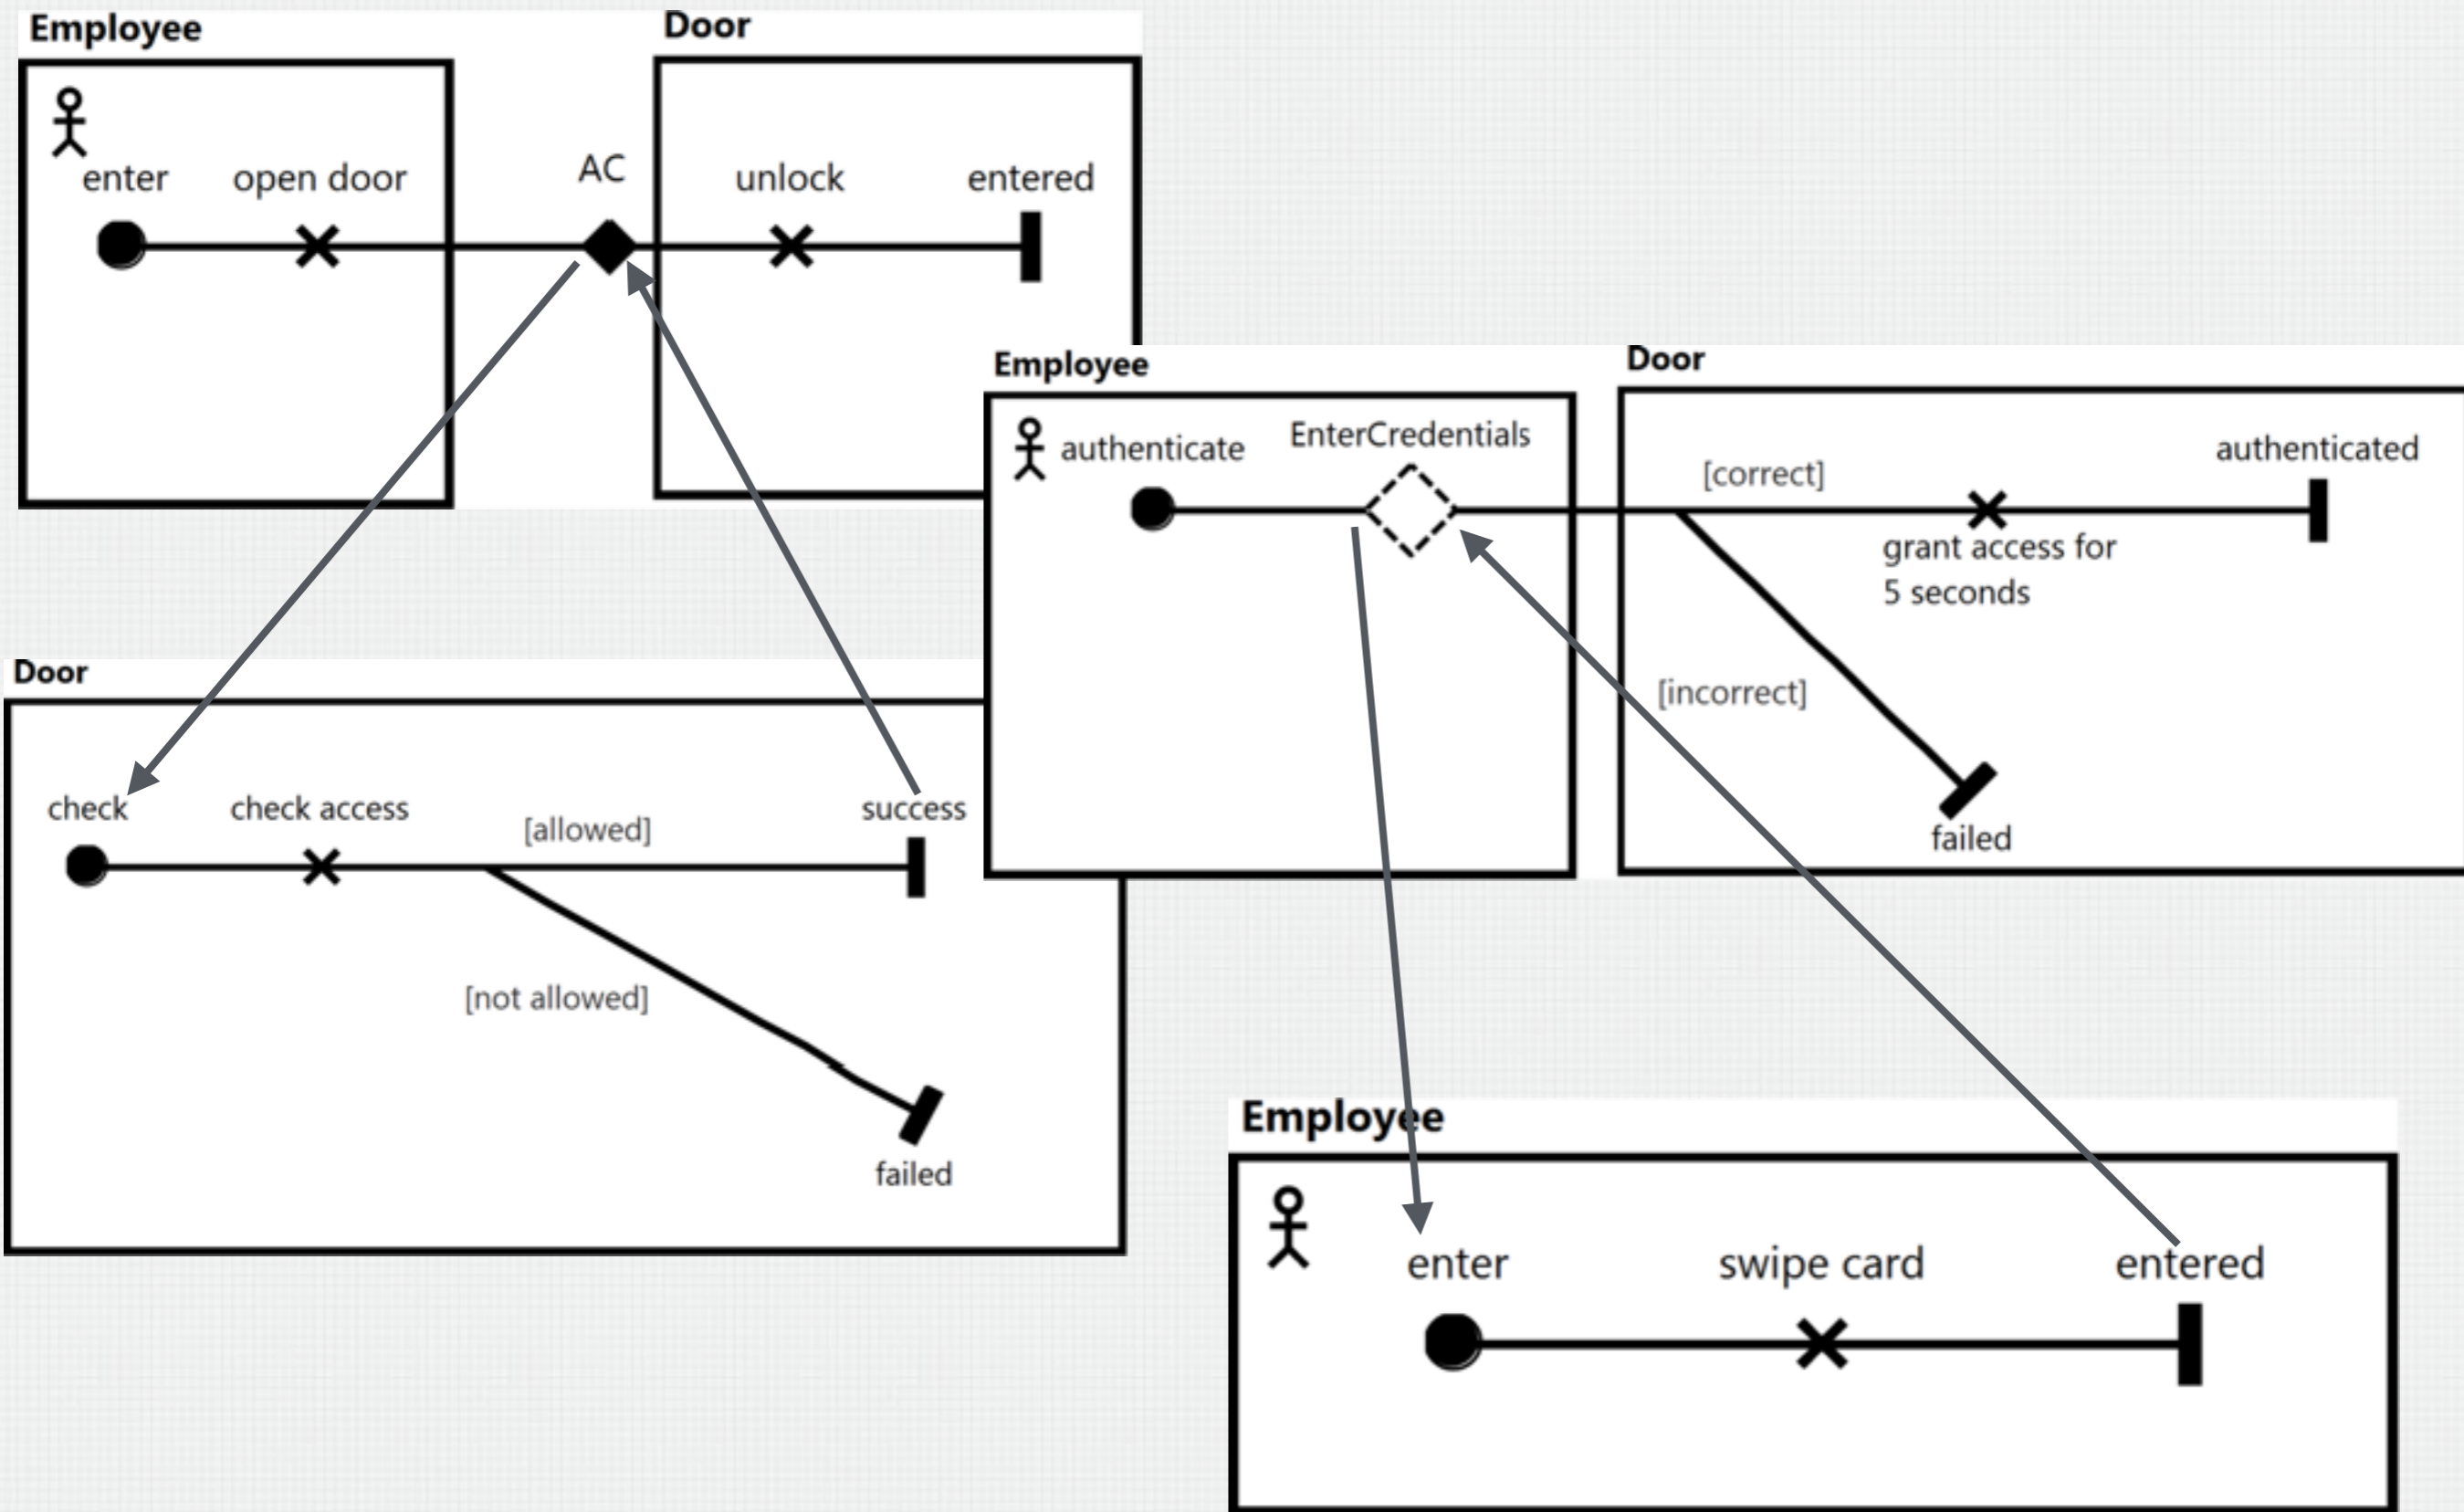 Employee
Door
enter
open door
AC
unlock
entered
Employee
Door
authenticate
EnterCredentials
[correct]
authenticated
grant access for
5 seconds
[incorrect]
failed
Door
check
check access
[allowed]
success
[not allowed]
failed
Employee
enter
swipe card
entered